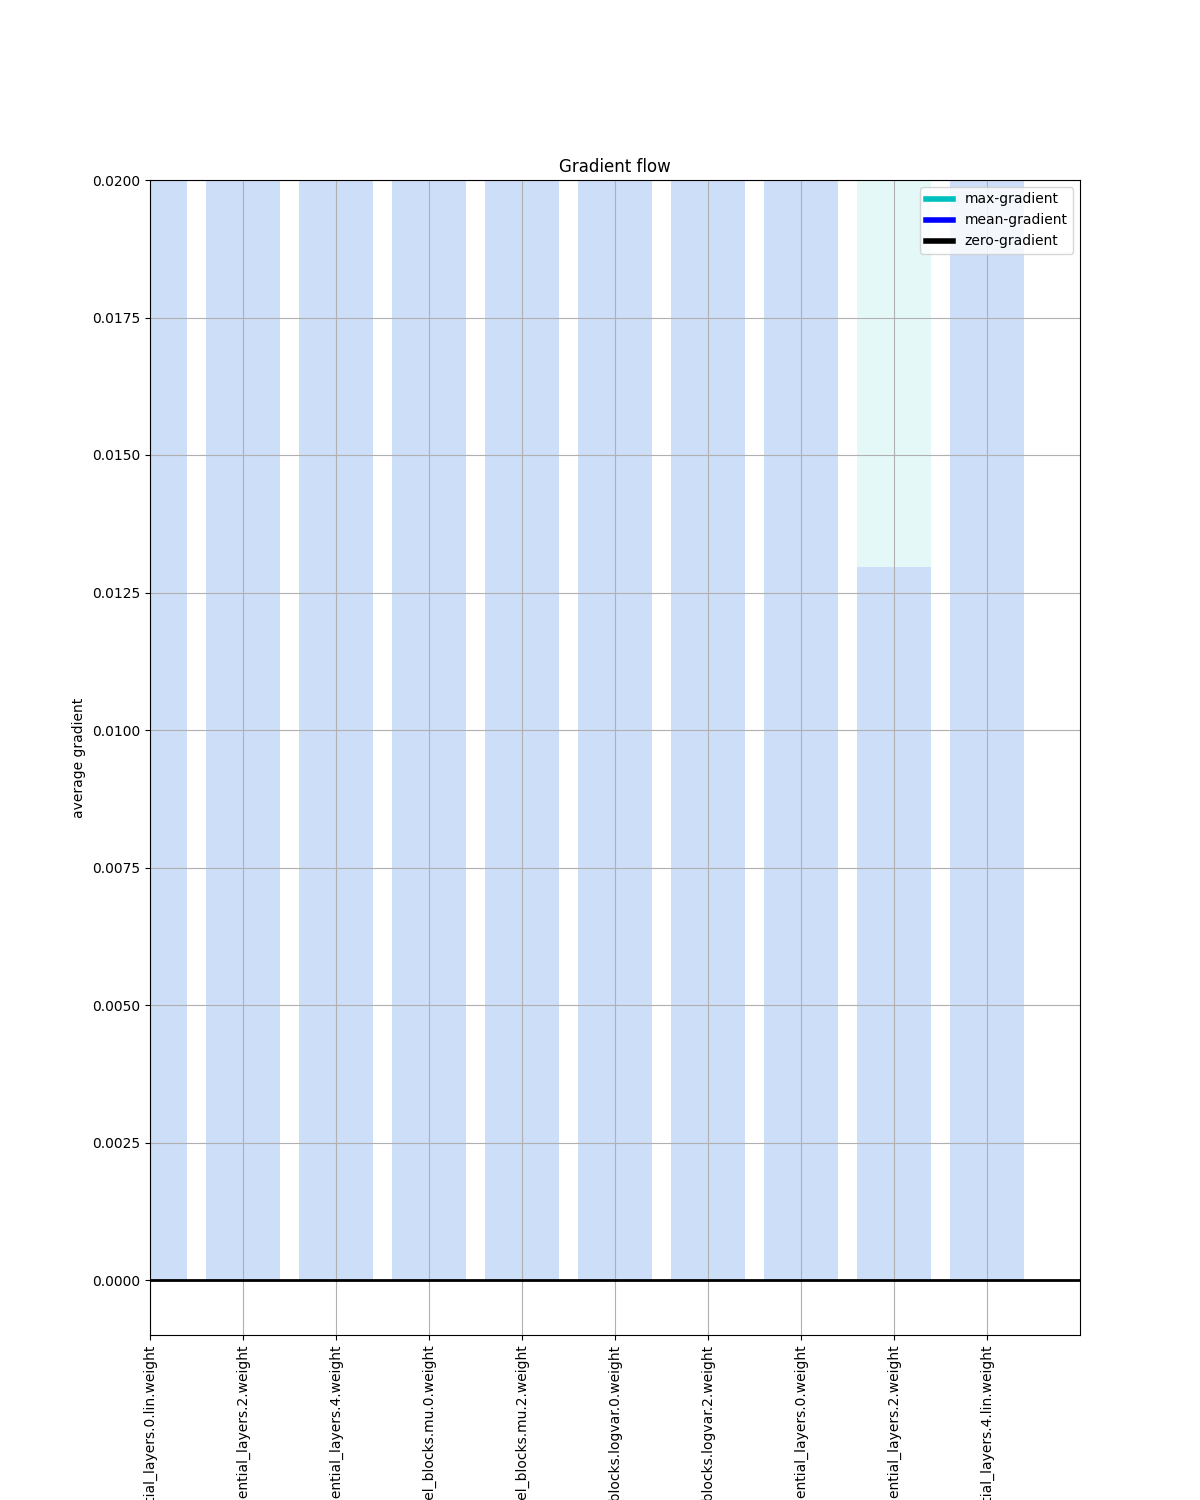 Gradient flow
max-gradient
mean-gradient
zero-gradient
0.0200
0.0175
0.0150
0.0125
0.0100
0.0075
0.0050
0.0025
0.0000
average gradient
tial_layers.0.lin.weight
ential_layers.2.weight
ential_layers.4.weight
el_blocks.mu.0.weight
el_blocks.mu.2.weight
blocks.logvar.0.weight
blocks.logvar.2.weight
ential_layers.0.weight
ential_layers.2.weight
tial_layers.4.lin.weight